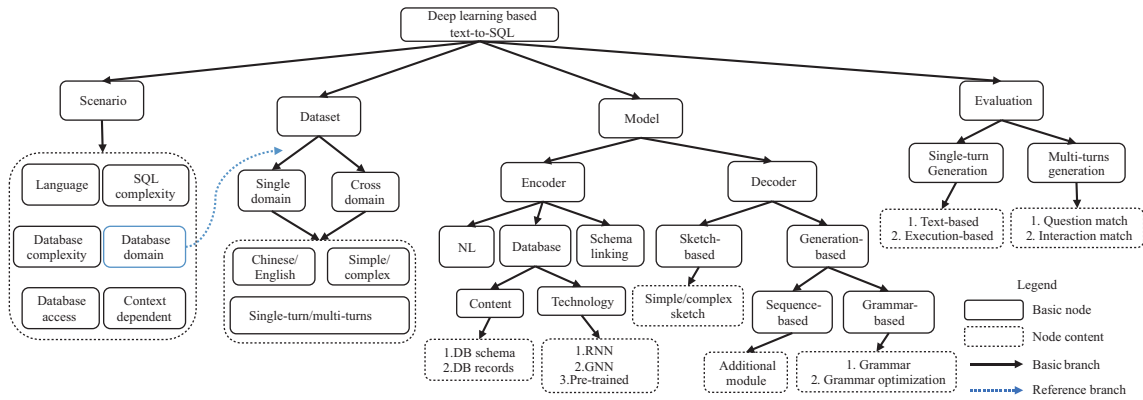 Deep learning based
text-to-SQL
Scenario
Dataset
Model
Evaluation
Language
SQL
complexity
Database
complexity
Database
domain
Database
access
Context
dependent
Single
domain
Cross
domain
Chinese/
English
Simple/
complex
Single-turn/multi-turns
Encoder
Decoder
NL
Database
Schema
linking
Content
Technology
1.DB schema
2.DB records
1.RNN
2.GNN
3.Pre-trained
Sketch-
based
Generation-
based
Simple/complex
sketch
Sequence-
based
Grammar-
based
Additional
module
1. Grammar
2. Grammar optimization
Single-turn
Generation
Multi-turns
generation
1. Text-based
2. Execution-based
1. Question match
2. Interaction match
Legend
Basic node
Node content
Basic branch
Reference branch